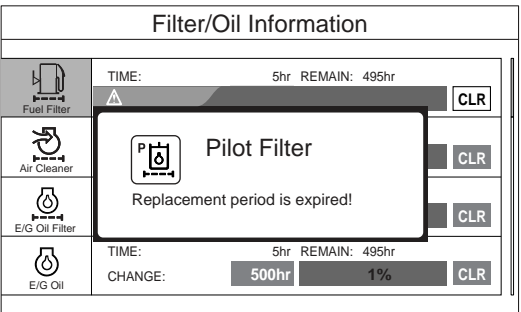 Filter/Oil Information
Fuel Filter
TIME: 5hr REMAIN: 495hr
CLR
Air Cleaner
CLR
P
Pilot Filter
Replacement period is expired!
E/G Oil Filter
CLR
E/G Oil
TIME: 5hr REMAIN: 495hr
CHANGE: 500hr 1% CLR